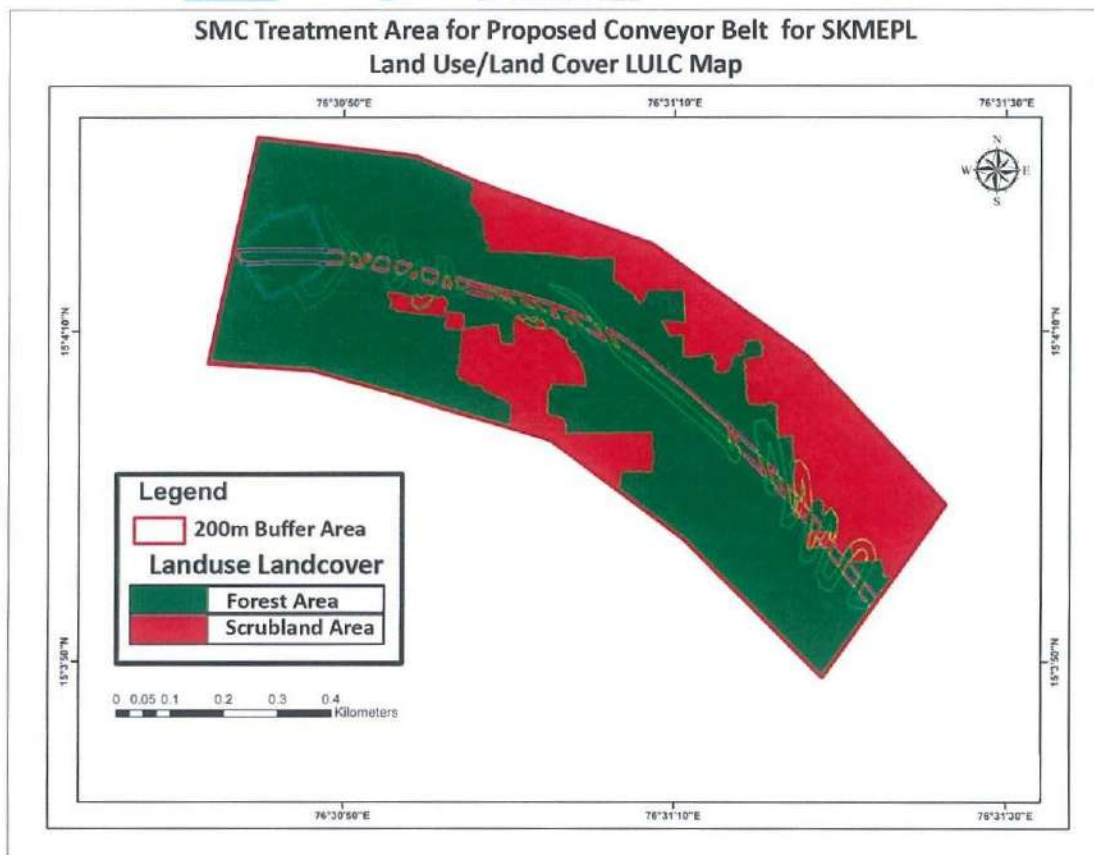 SMC Treatment Area for Proposed Conveyor Belt for SKMEPL
Land Use/Land Cover LULC Map
76°30'50"E
76°31'10"E
76°31'30"E
N
W
E
S
15°4'10"N
15°4'10"N
15°3'50"N
15°3'50"N
Legend
200m Buffer Area
Landuse Landcover
Forest Area
Scrubland Area
0 0.05 0.1 0.2 0.3 0.4
Kilometers
76°30'50"E
76°31'10"E
76°31'30"E